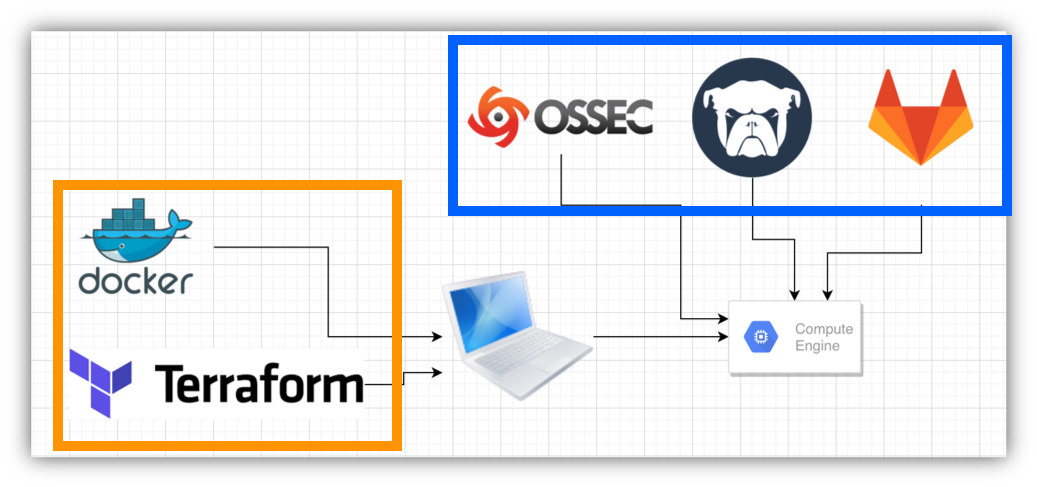 OSSEC
docker
Terraform
Compute
Engine